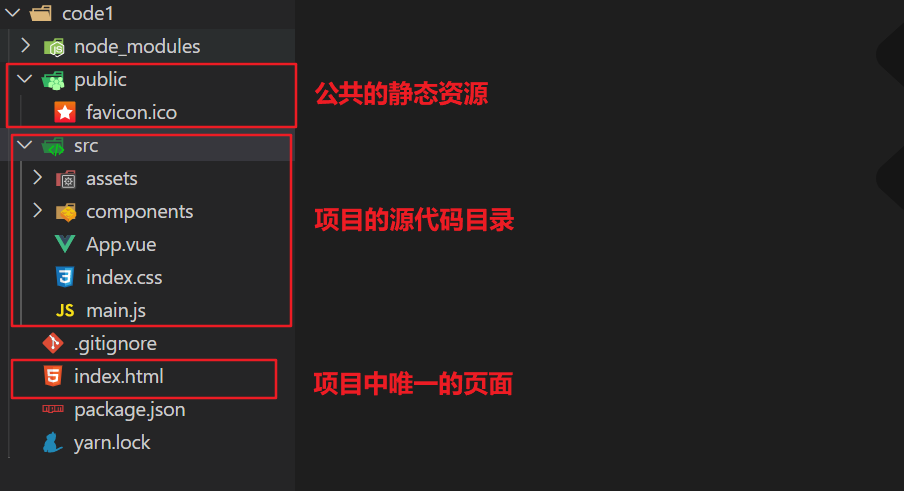 code1
node_modules
public
公共的静态资源
favicon.ico
src
assets
components
项目的源代码目录
App.vue
index.css
JS main.js
.gitignore
index.html
项目中唯一的页面
package.json
yarn.lock